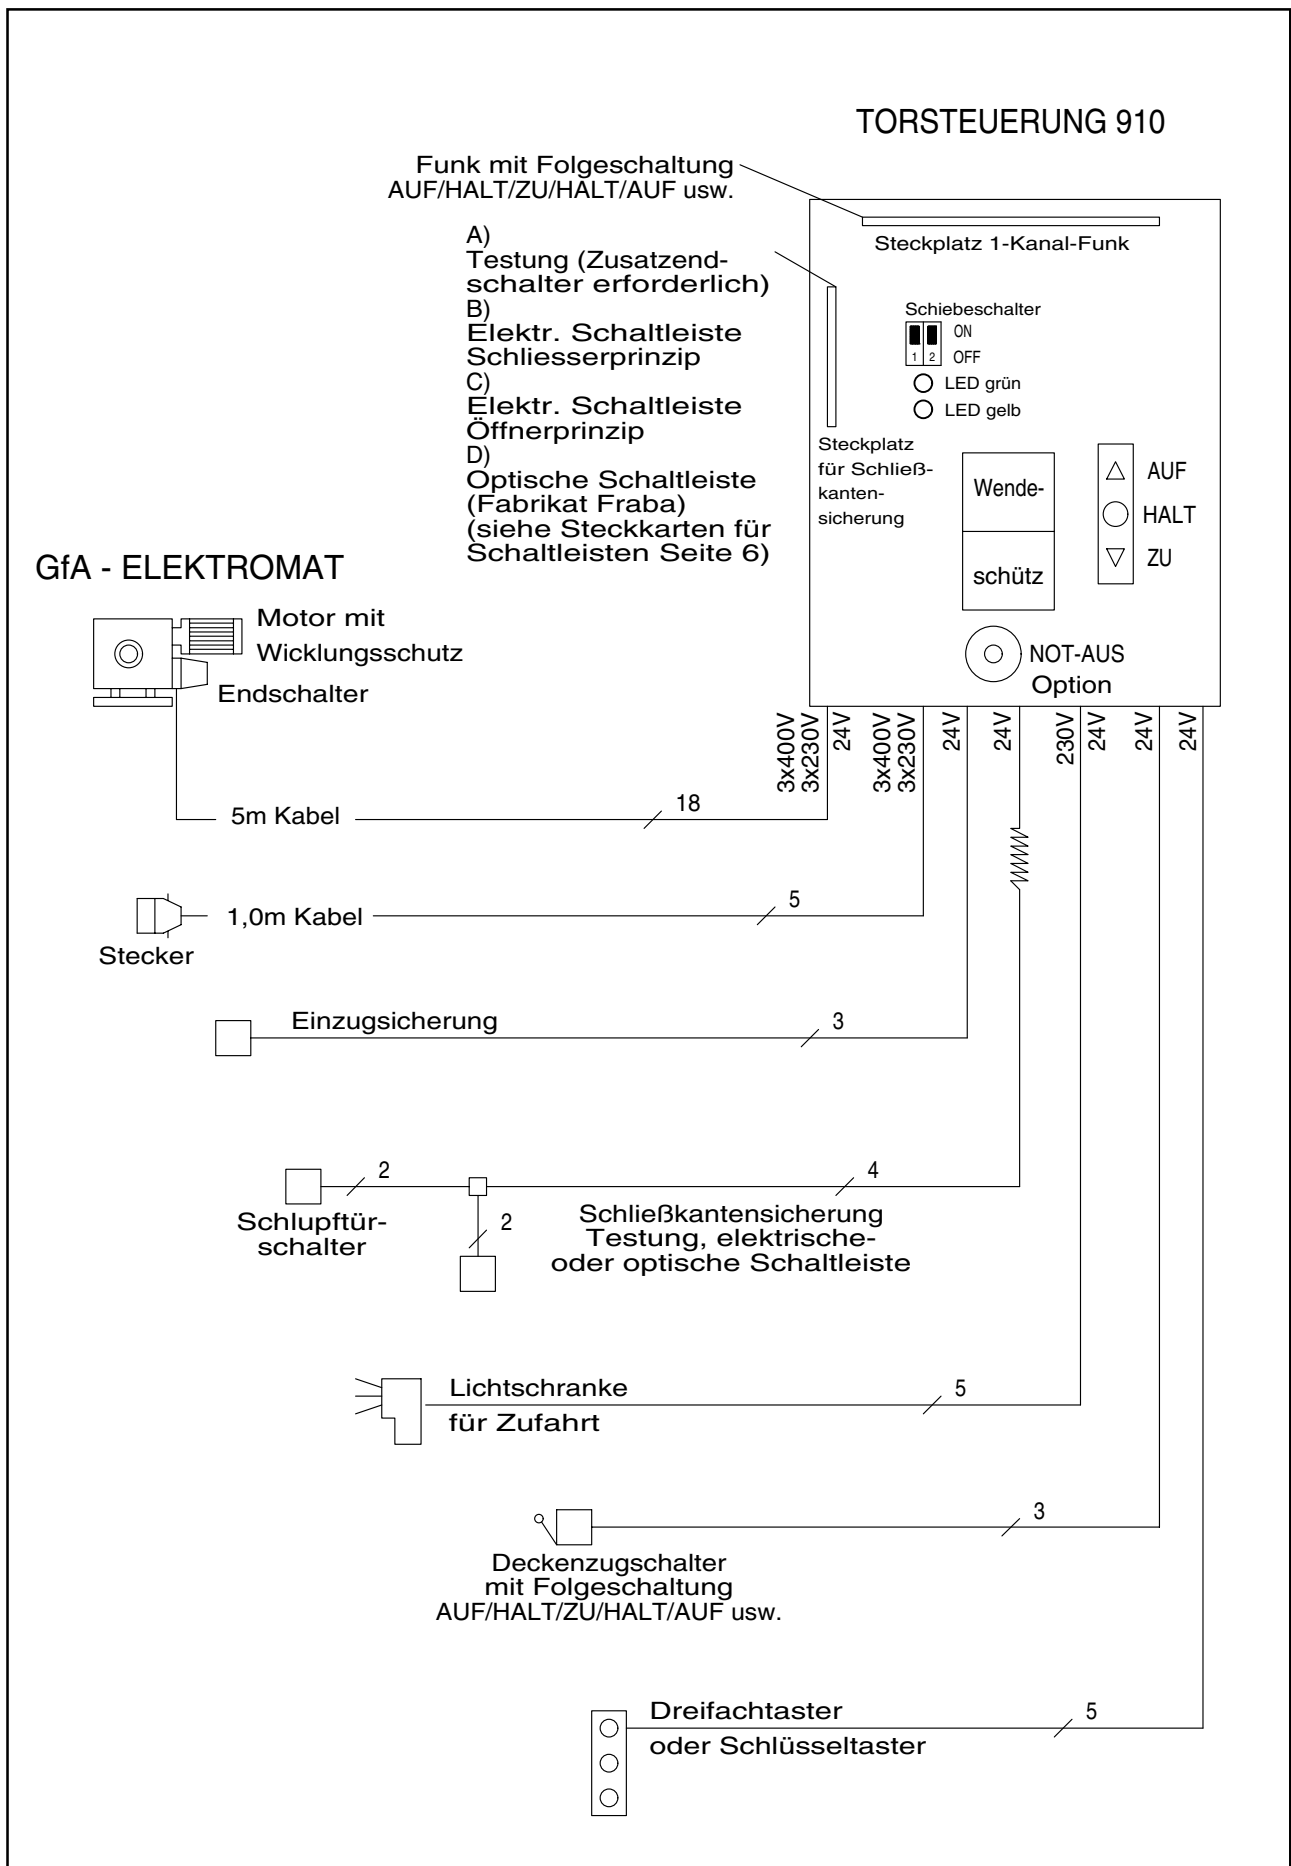 TORSTEUERUNG 910
Funk mit Folgeschaltung
AUF/HALT/ZU/HALT/AUF usw.
Steckplatz 1-Kanal-Funk
A)
Testung (Zusatzend-
schalter erforderlich)
B)
Elektr. Schaltleiste
Schliesserprinzip
C)
Elektr. Schaltleiste
Öffnerprinzip
D)
Optische Schaltleiste
(Fabrikat Fraba)
(siehe Steckkarten für
Schaltleisten Seite 6)
Schiebeschalter
ON
1 2 OFF
LED grün
LED gelb
Steckplatz
für Schließ-
kanten-
sicherung
Wende-
schütz
AUF
HALT
ZU
NOT-AUS
Option
GfA - ELEKTROMAT
Motor mit
Wicklungsschutz
Endschalter
3x400V
3x230V
24V
3x400V
3x230V
24V
24V
230V
24V
24V
24V
5m Kabel
18
1,0m Kabel
5
Stecker
Einzugsicherung
3
2
4
Schlupftür-
schalter
2
Schließkantensicherung
Testung, elektrische-
oder optische Schaltleiste
Lichtschranke
für Zufahrt
5
3
Deckenzugschalter
mit Folgeschaltung
AUF/HALT/ZU/HALT/AUF usw.
Dreifachtaster
oder Schlüsseltaster
5